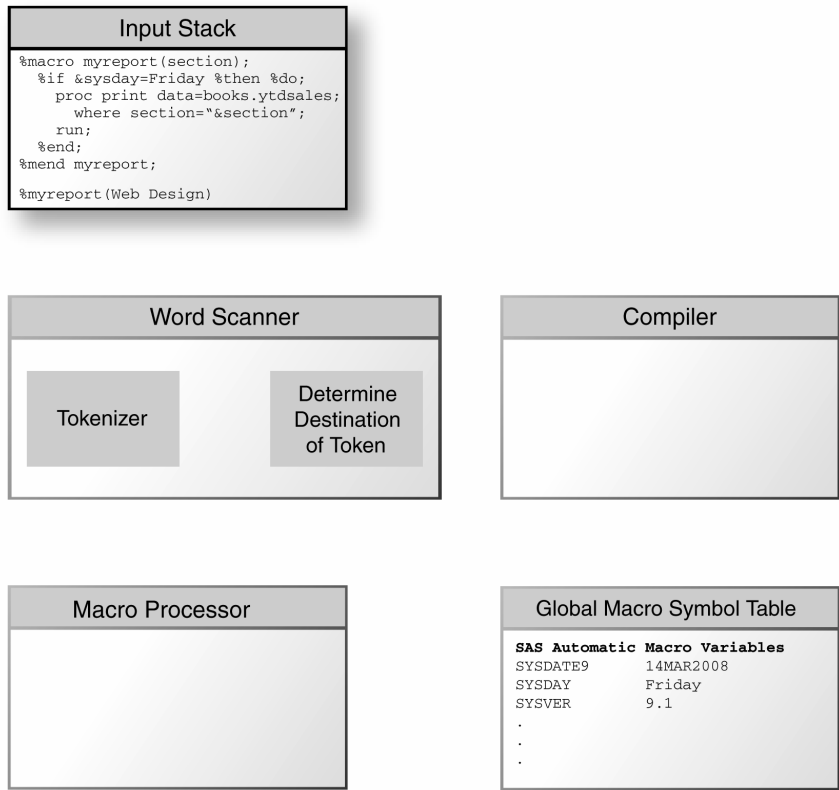 Input Stack
%macro myreport(section);
%if &sysday=Friday %then %do;
proc print data=books.ytdsales;
where section=“&section”;
run;
%end;
%mend myreport;
%myreport(Web Design)
Word Scanner
Tokenizer
Determine
Destination
of Token
Compiler
Macro Processor
Global Macro Symbol Table
SAS Automatic Macro Variables
SYSDATE9 14MAR2008
SYSDAY Friday
SYSVER 9.1
.
.
.